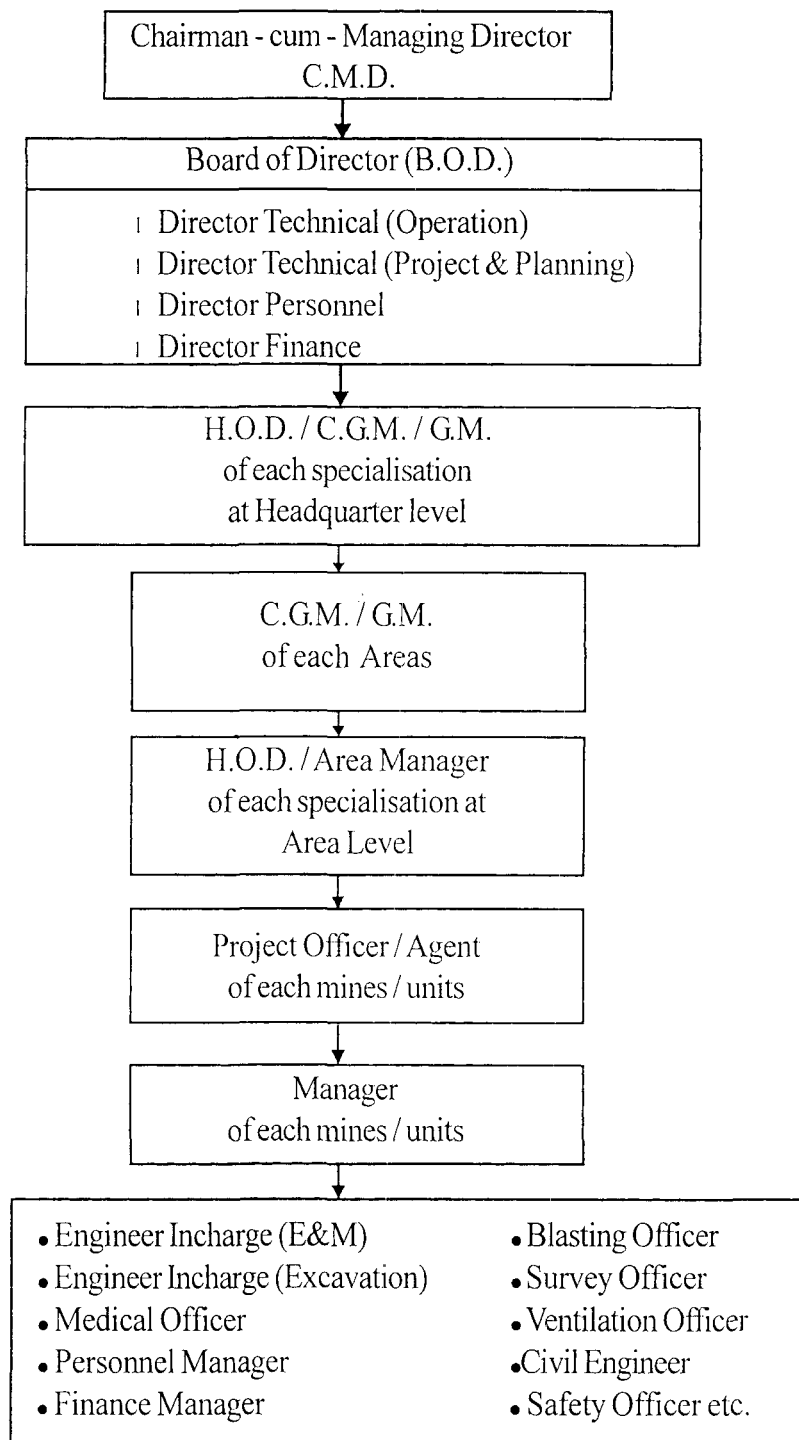 Chairman - cum - Managing Director
C.M.D.
Board of Director (B.O.D.)
l Director Technical (Operation)
l Director Technical (Project & Planning)
l Director Personnel
l Director Finance
H.O.D. / C.G.M. / G.M.
of each specialisation
at Headquarter level
C.G.M. / G.M.
of each Areas
H.O.D. / Area Manager
of each specialisation at
Area Level
Project Officer / Agent
of each mines / units
Manager
of each mines / units
• Engineer Incharge (E&M)
• Engineer Incharge (Excavation)
• Medical Officer
• Personnel Manager
• Finance Manager
• Blasting Officer
• Survey Officer
• Ventilation Officer
• Civil Engineer
• Safety Officer etc.